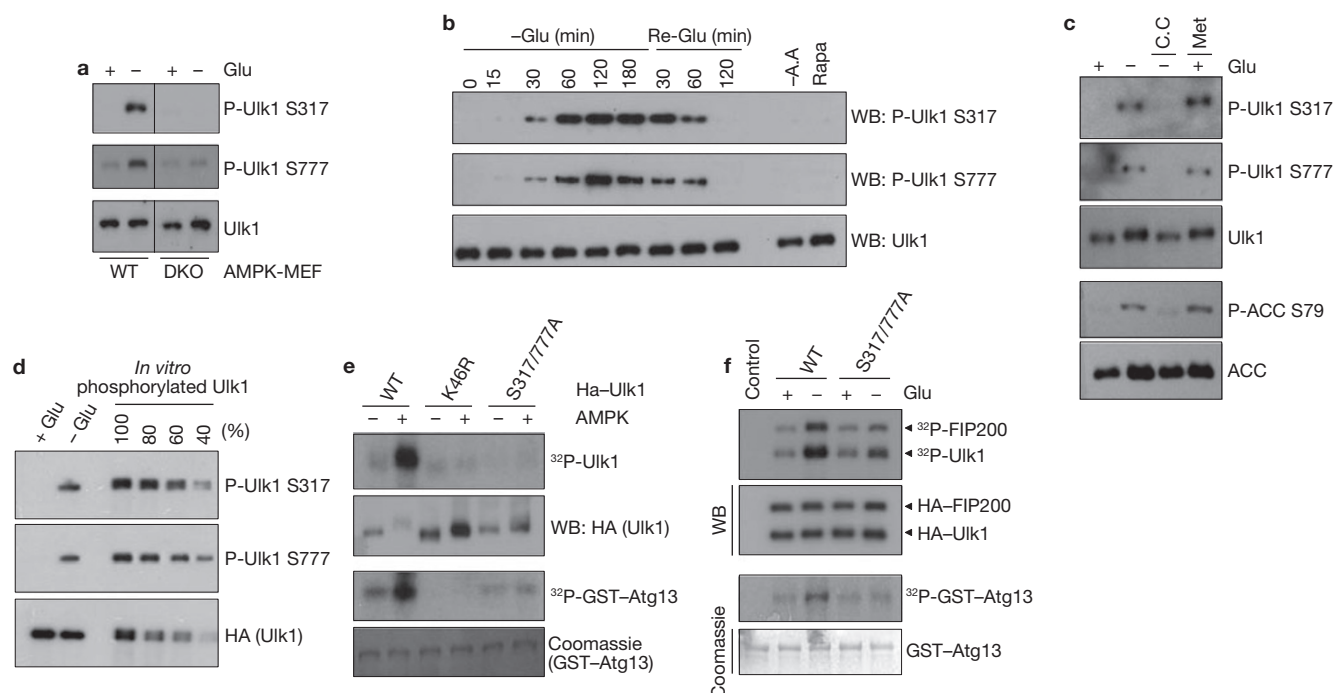 a
+ − + − Glu
P-Ulk1 S317
P-Ulk1 S777
Ulk1
WT DKO AMPK-MEF
b
–Glu (min) Re-Glu (min)
0 15 30 60 120 180 30 60 120 –A.A Rapa
WB: P-Ulk1 S317
WB: P-Ulk1 S777
WB: Ulk1
c
C.C Met
+ − − + Glu
P-Ulk1 S317
P-Ulk1 S777
Ulk1
P-ACC S79
ACC
d
In vitro
phosphorylated Ulk1
+ Glu − Glu 100 80 60 40 (%)
P-Ulk1 S317
P-Ulk1 S777
HA (Ulk1)
e
WT K46R S317/777A Ha–Ulk1
− + − + − + AMPK
³²P-Ulk1
WB: HA (Ulk1)
³²P-GST–Atg13
Coomassie
(GST–Atg13)
f
Control WT S317/777A
+ − + − Glu
³²P-FIP200
³²P-Ulk1
WB
HA–FIP200
HA–Ulk1
³²P-GST–Atg13
Coomassie
GST–Atg13